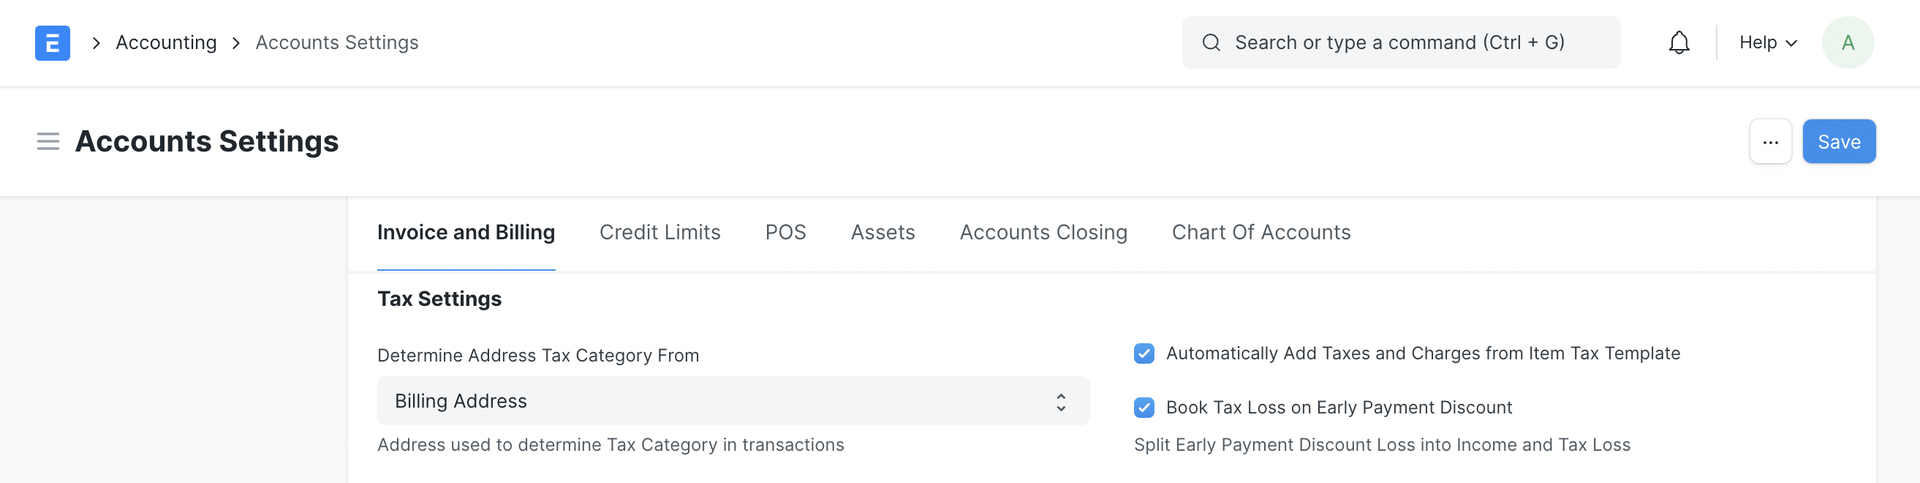 E > Accounting > Accounts Settings Search or type a command (Ctrl + G) Help A
Accounts Settings ... Save
Invoice and Billing Credit Limits POS Assets Accounts Closing Chart Of Accounts
Tax Settings
Determine Address Tax Category From
Billing Address
Address used to determine Tax Category in transactions
Automatically Add Taxes and Charges from Item Tax Template
Book Tax Loss on Early Payment Discount
Split Early Payment Discount Loss into Income and Tax Loss